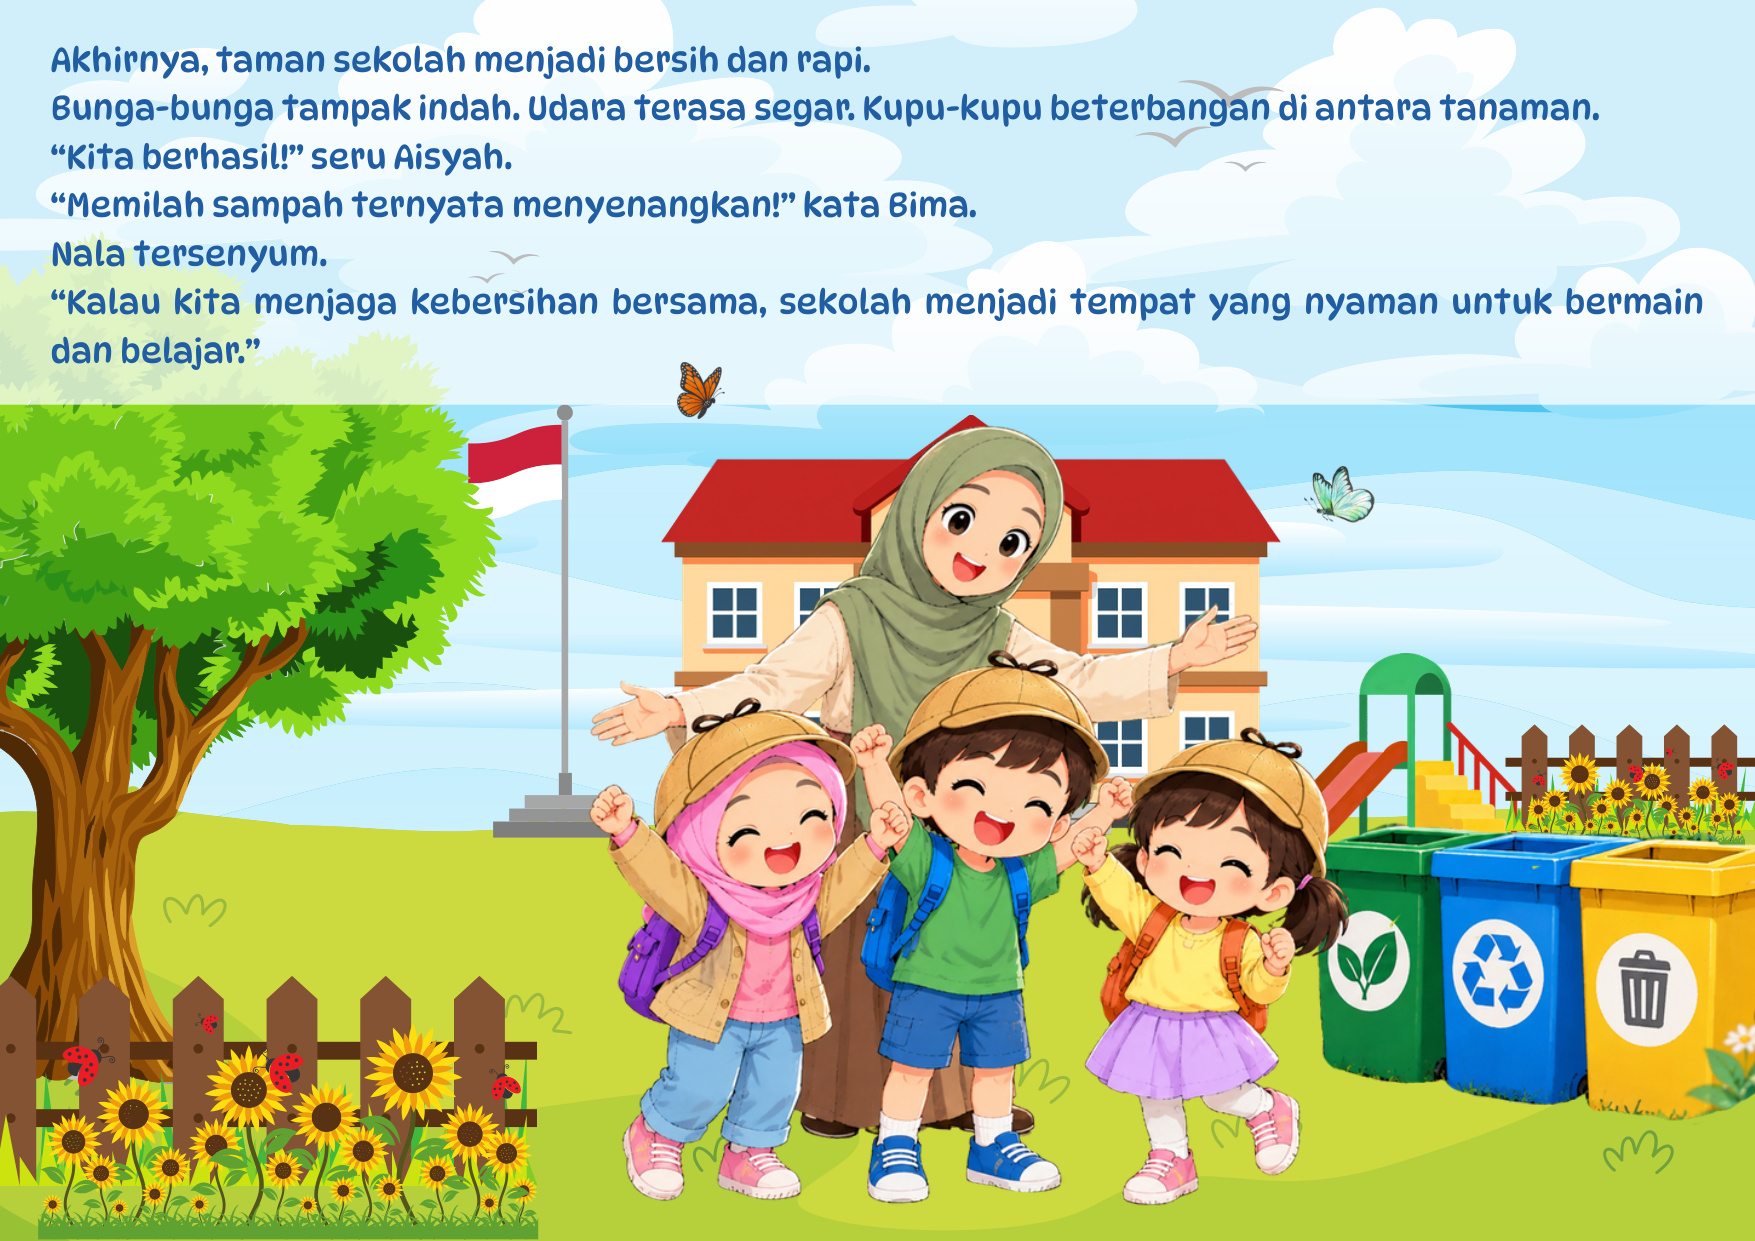 Akhirnya, taman sekolah menjadi bersih dan rapi.
Bunga-bunga tampak indah. Udara terasa segar. Kupu-kupu beterbangan di antara tanaman.
“Kita berhasil!” seru Aisyah.
“Memilah sampah ternyata menyenangkan!” kata Bima.
Nala tersenyum.
“Kalau kita menjaga kebersihan bersama, sekolah menjadi tempat yang nyaman untuk bermain
dan belajar.”